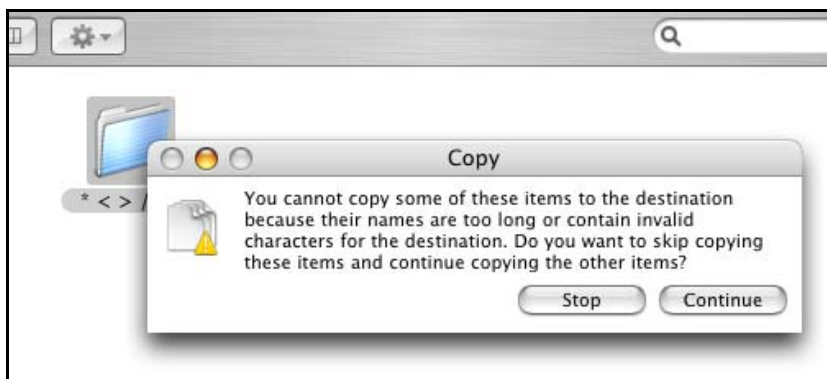 Copy
* < > /
You cannot copy some of these items to the destination
because their names are too long or contain invalid
characters for the destination. Do you want to skip copying
these items and continue copying the other items?
Stop Continue